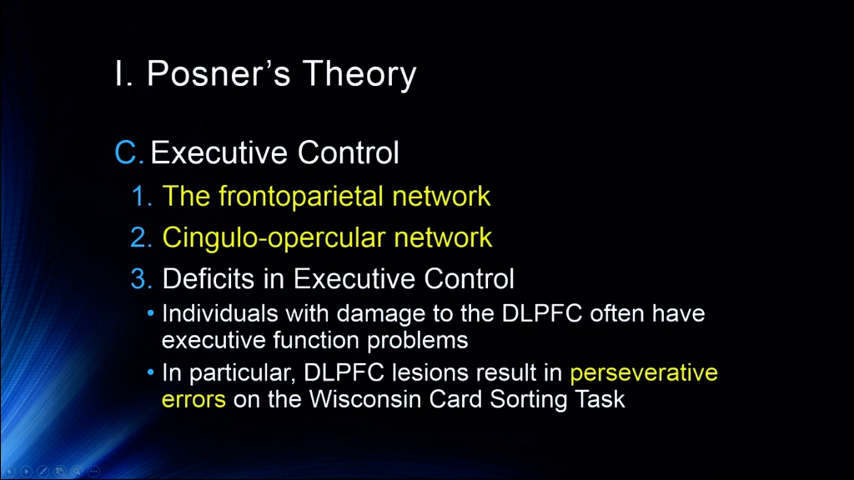 I. Posner’s Theory
C. Executive Control
1. The frontoparietal network
2. Cingulo-opercular network
3. Deficits in Executive Control
• Individuals with damage to the DLPFC often have
executive function problems
• In particular, DLPFC lesions result in perseverative
errors on the Wisconsin Card Sorting Task